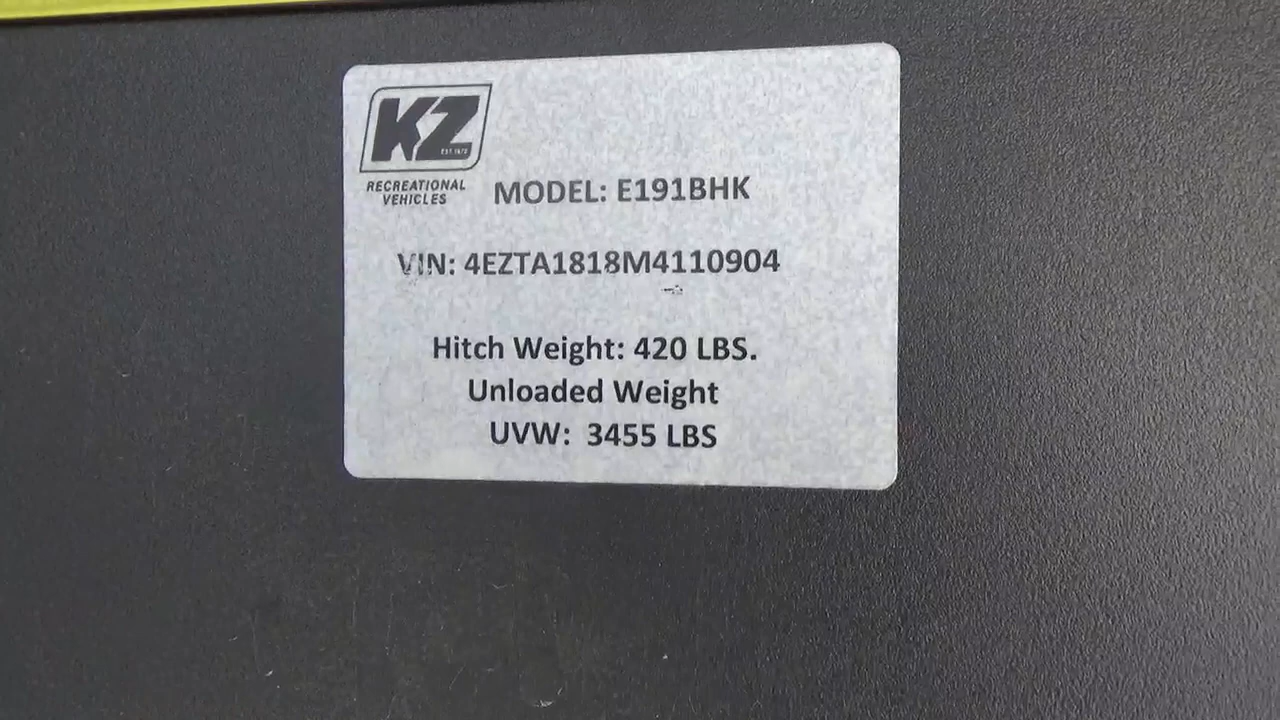 KZ
EST. 1972
RECREATIONAL
VEHICLES
MODEL: E191BHK
VIN: 4EZTA1818M4110904
Hitch Weight: 420 LBS.
Unloaded Weight
UVW: 3455 LBS